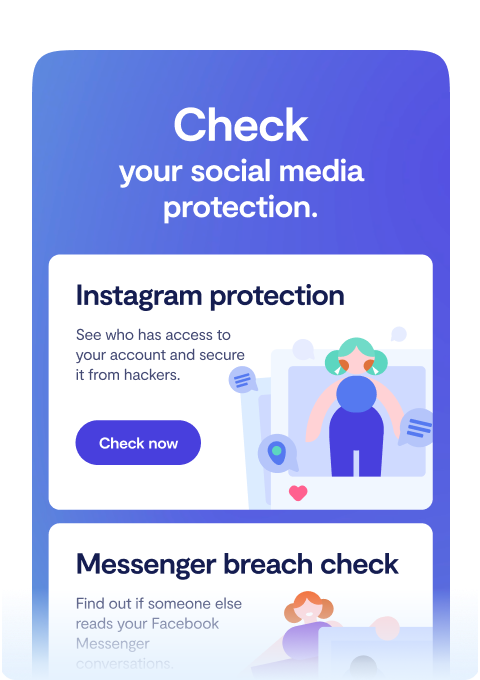 Check
your social media
protection.
Instagram protection
See who has access to
your account and secure
it from hackers.
Check now
Messenger breach check
Find out if someone else
reads your Facebook
Messenger
conversations.